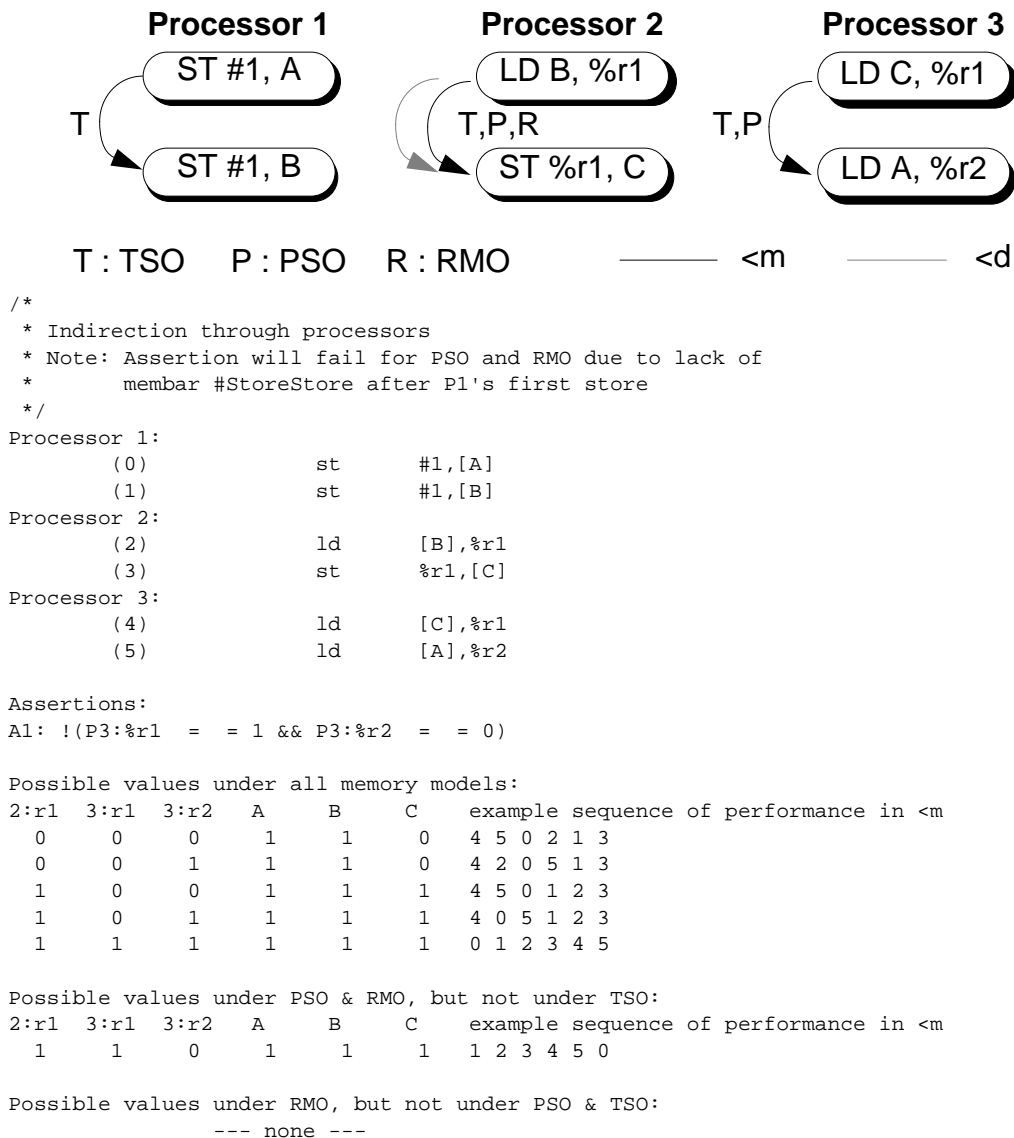 Processor 1 Processor 2 Processor 3
ST #1, A LD B, %r1 LD C, %r1
T T,P,R T,P
ST #1, B ST %r1, C LD A, %r2
T : TSO P : PSO R : RMO <m <d
/*
* Indirection through processors
* Note: Assertion will fail for PSO and RMO due to lack of
* membar #StoreStore after P1's first store
*/
Processor 1:
(0) st #1,[A]
(1) st #1,[B]
Processor 2:
(2) ld [B],%r1
(3) st %r1,[C]
Processor 3:
(4) ld [C],%r1
(5) ld [A],%r2
Assertions:
A1: !(P3:%r1 = = 1 && P3:%r2 = = 0)
Possible values under all memory models:
2:r1 3:r1 3:r2 A B C example sequence of performance in <m
0 0 0 1 1 0 4 5 0 2 1 3
0 0 1 1 1 0 4 2 0 5 1 3
1 0 0 1 1 1 4 5 0 1 2 3
1 0 1 1 1 1 4 0 5 1 2 3
1 1 1 1 1 1 0 1 2 3 4 5
Possible values under PSO & RMO, but not under TSO:
2:r1 3:r1 3:r2 A B C example sequence of performance in <m
1 1 0 1 1 1 1 2 3 4 5 0
Possible values under RMO, but not under PSO & TSO:
--- none ---